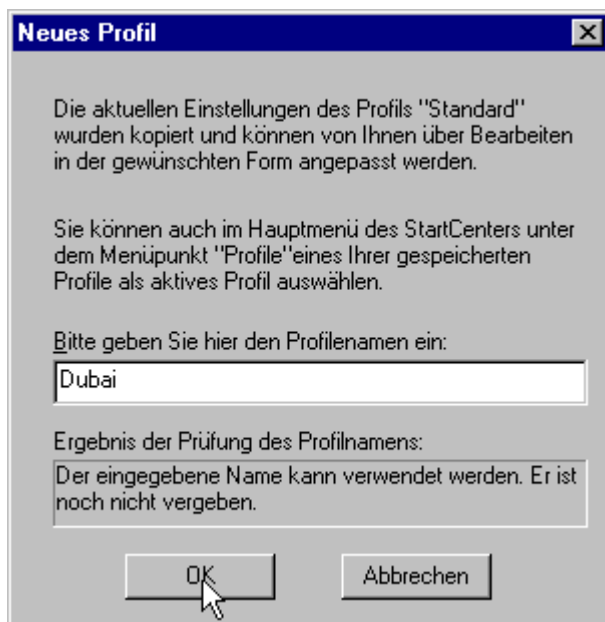 Neues Profil
Die aktuellen Einstellungen des Profils "Standard"
wurden kopiert und können von Ihnen über Bearbeiten
in der gewünschten Form angepasst werden.
Sie können auch im Hauptmenü des StartCenters unter
dem Menüpunkt "Profile"eines Ihrer gespeicherten
Profile als aktives Profil auswählen.
Bitte geben Sie hier den Profilenamen ein:
Dubai
Ergebnis der Prüfung des Profilnamens:
Der eingegebene Name kann verwendet werden. Er ist
noch nicht vergeben.
OK
Abbrechen